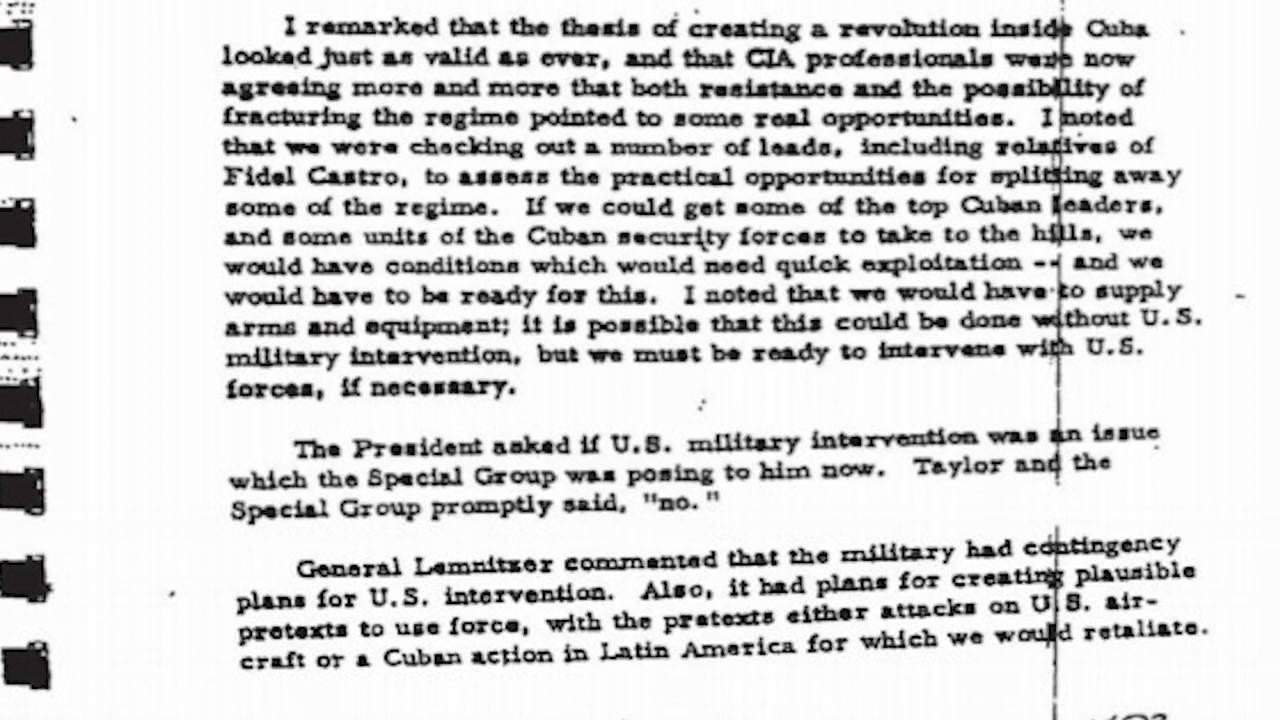 I remarked that the thesis of creating a revolution inside Cuba
looked just as valid as ever, and that CIA professionals were now
agreeing more and more that both resistance and the possibility of
fracturing the regime pointed to some real opportunities. I noted
that we were checking out a number of leads, including relatives of
Fidel Castro, to assess the practical opportunities for splitting away
some of the regime. If we could get some of the top Cuban leaders,
and some units of the Cuban security forces to take to the hills, we
would have conditions which would need quick exploitation -- and we
would have to be ready for this. I noted that we would have to supply
arms and equipment; it is possible that this could be done without U.S.
military intervention, but we must be ready to intervene with U.S.
forces, if necessary.
The President asked if U.S. military intervention was an issue
which the Special Group was posing to him now. Taylor and the
Special Group promptly said, "no."
General Lemnitzer commented that the military had contingency
plans for U.S. intervention. Also, it had plans for creating plausible
pretexts to use force, with the pretexts either attacks on U.S. air-
craft or a Cuban action in Latin America for which we would retaliate.